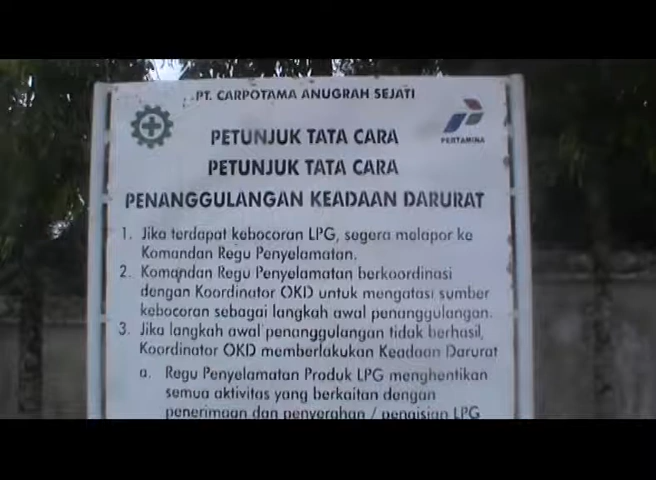 PT. CARPOTAMA ANUGRAH SEJATI
PERTAMINA
PETUNJUK TATA CARA
PETUNJUK TATA CARA
PENANGGULANGAN KEADAAN DARURAT
1. Jika terdapat kebocoran LPG, segera melapor ke
Komandan Regu Penyelamatan.
2. Komandan Regu Penyelamatan berkoordinasi
dengan Koordinator OKD untuk mengatasi sumber
kebocoran sebagai langkah awal penanggulangan.
3. Jika langkah awal penanggulangan tidak berhasil,
Koordinator OKD memberlakukan Keadaan Darurat
a. Regu Penyelamatan Produk LPG menghentikan
semua aktivitas yang berkaitan dengan
penerimaan dan penyerahan / pengisian LPG